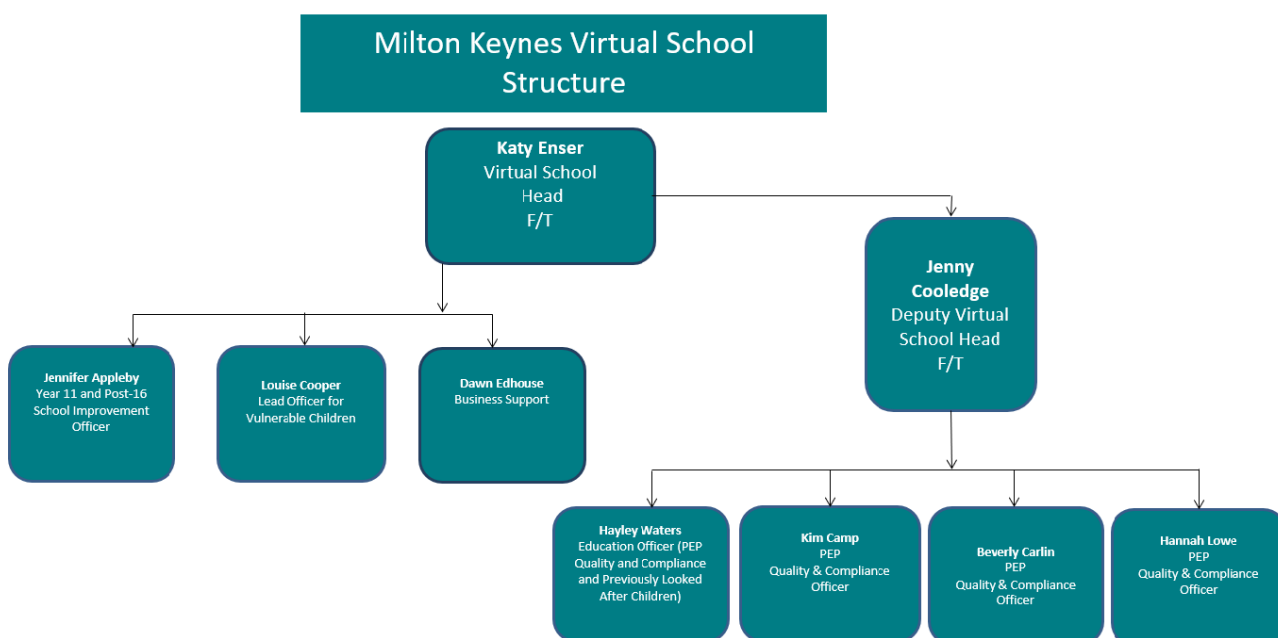 Milton Keynes Virtual School
Structure
Katy Enser
Virtual School
Head
F/T
Jenny
Cooledge
Deputy Virtual
School Head
F/T
Jennifer Appleby
Year 11 and Post-16
School Improvement
Officer
Louise Cooper
Lead Officer for
Vulnerable Children
Dawn Edhouse
Business Support
Hayley Waters
Education Officer (PEP
Quality and Compliance
and Previously Looked
After Children)
Kim Camp
PEP
Quality & Compliance
Officer
Beverly Carlin
PEP
Quality & Compliance
Officer
Hannah Lowe
PEP
Quality & Compliance
Officer